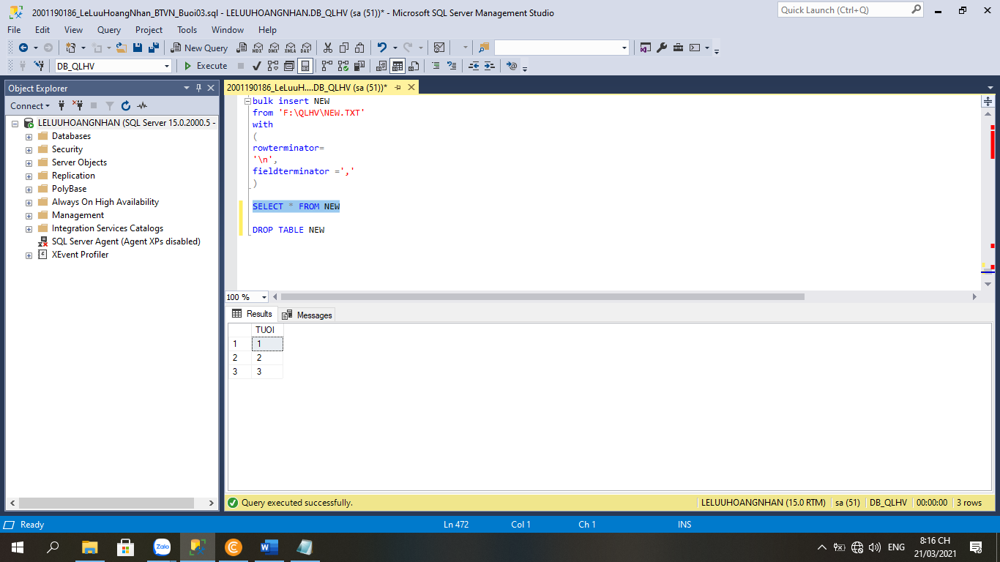 2001190186_LeLuuHoangNhan_BTVN_Buoi03.sql - LELUUHOANGNHAN.DB_QLHV (sa (51))* - Microsoft SQL Server Management Studio
Quick Launch (Ctrl+Q)
File Edit View Query Project Tools Window Help
New Query MDX DMX XMLA DAX
DB_QLHV Execute
Object Explorer
Connect
LELUUHOANGNHAN (SQL Server 15.0.2000.5 -
Databases
Security
Server Objects
Replication
PolyBase
Always On High Availability
Management
Integration Services Catalogs
SQL Server Agent (Agent XPs disabled)
XEvent Profiler
2001190186_LeLuuH....DB_QLHV (sa (51))*
bulk insert NEW
from 'F:\QLHV\NEW.TXT'
with
(
rowterminator=
'\n',
fieldterminator =','
)
SELECT * FROM NEW
DROP TABLE NEW
100 %
Results Messages
TUOI
1 1
2 2
3 3
Query executed successfully. LELUUHOANGNHAN (15.0 RTM) sa (51) DB_QLHV 00:00:00 3 rows
Ready Ln 472 Col 1 Ch 1 INS
Zalo
ENG
8:16 CH
21/03/2021